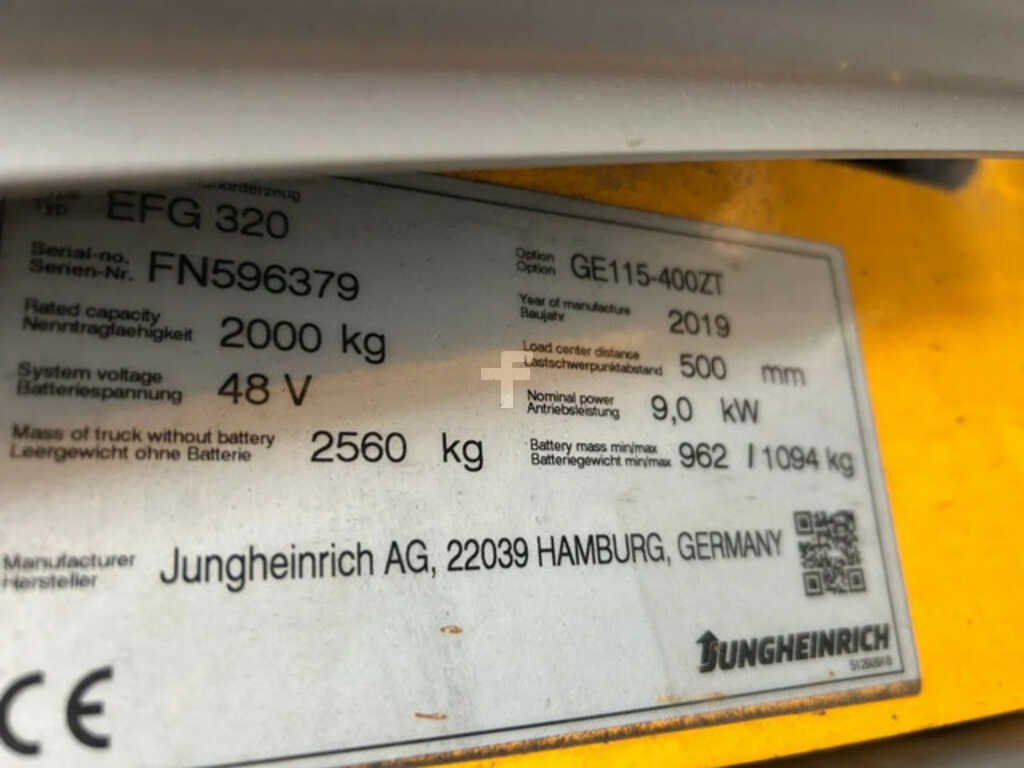 EFG 320
Serial-no.
Serien-Nr. FN596379
Option
Option GE115-400ZT
Rated capacity
Nenntragfaehigkeit 2000 kg
Year of manufacture
Baujahr 2019
System voltage
Batteriespannung 48 V
Load center distance
Lastschwerpunktabstand 500 mm
Nominal power
Antriebsleistung 9,0 kW
Mass of truck without battery
Leergewicht ohne Batterie 2560 kg
Battery mass min/max
Batteriegewicht min/max 962 / 1094 kg
Manufacturer
Hersteller Jungheinrich AG, 22039 HAMBURG, GERMANY
JUNGHEINRICH
CE